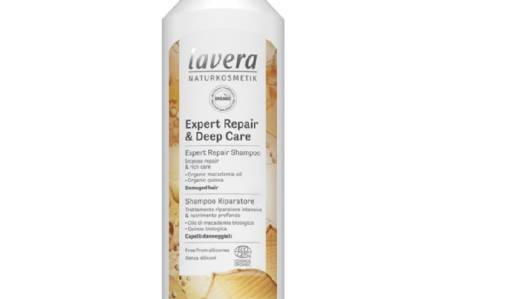 lavera
NATURKOSMETIK
ORGANIC
Expert Repair
& Deep Care
Expert Repair Shampoo
Intense repair
& rich care
• Organic macadamia oil
• Organic quinoa
Damaged hair
Shampoo Riparatore
Trattamento riparazione intensiva
& nutrimento profondo
• Olio di macadamia biologico
• Quinoa biologica
Capelli danneggiati
Free from silicones
Senza siliconi
COSMOS
ORGANIC